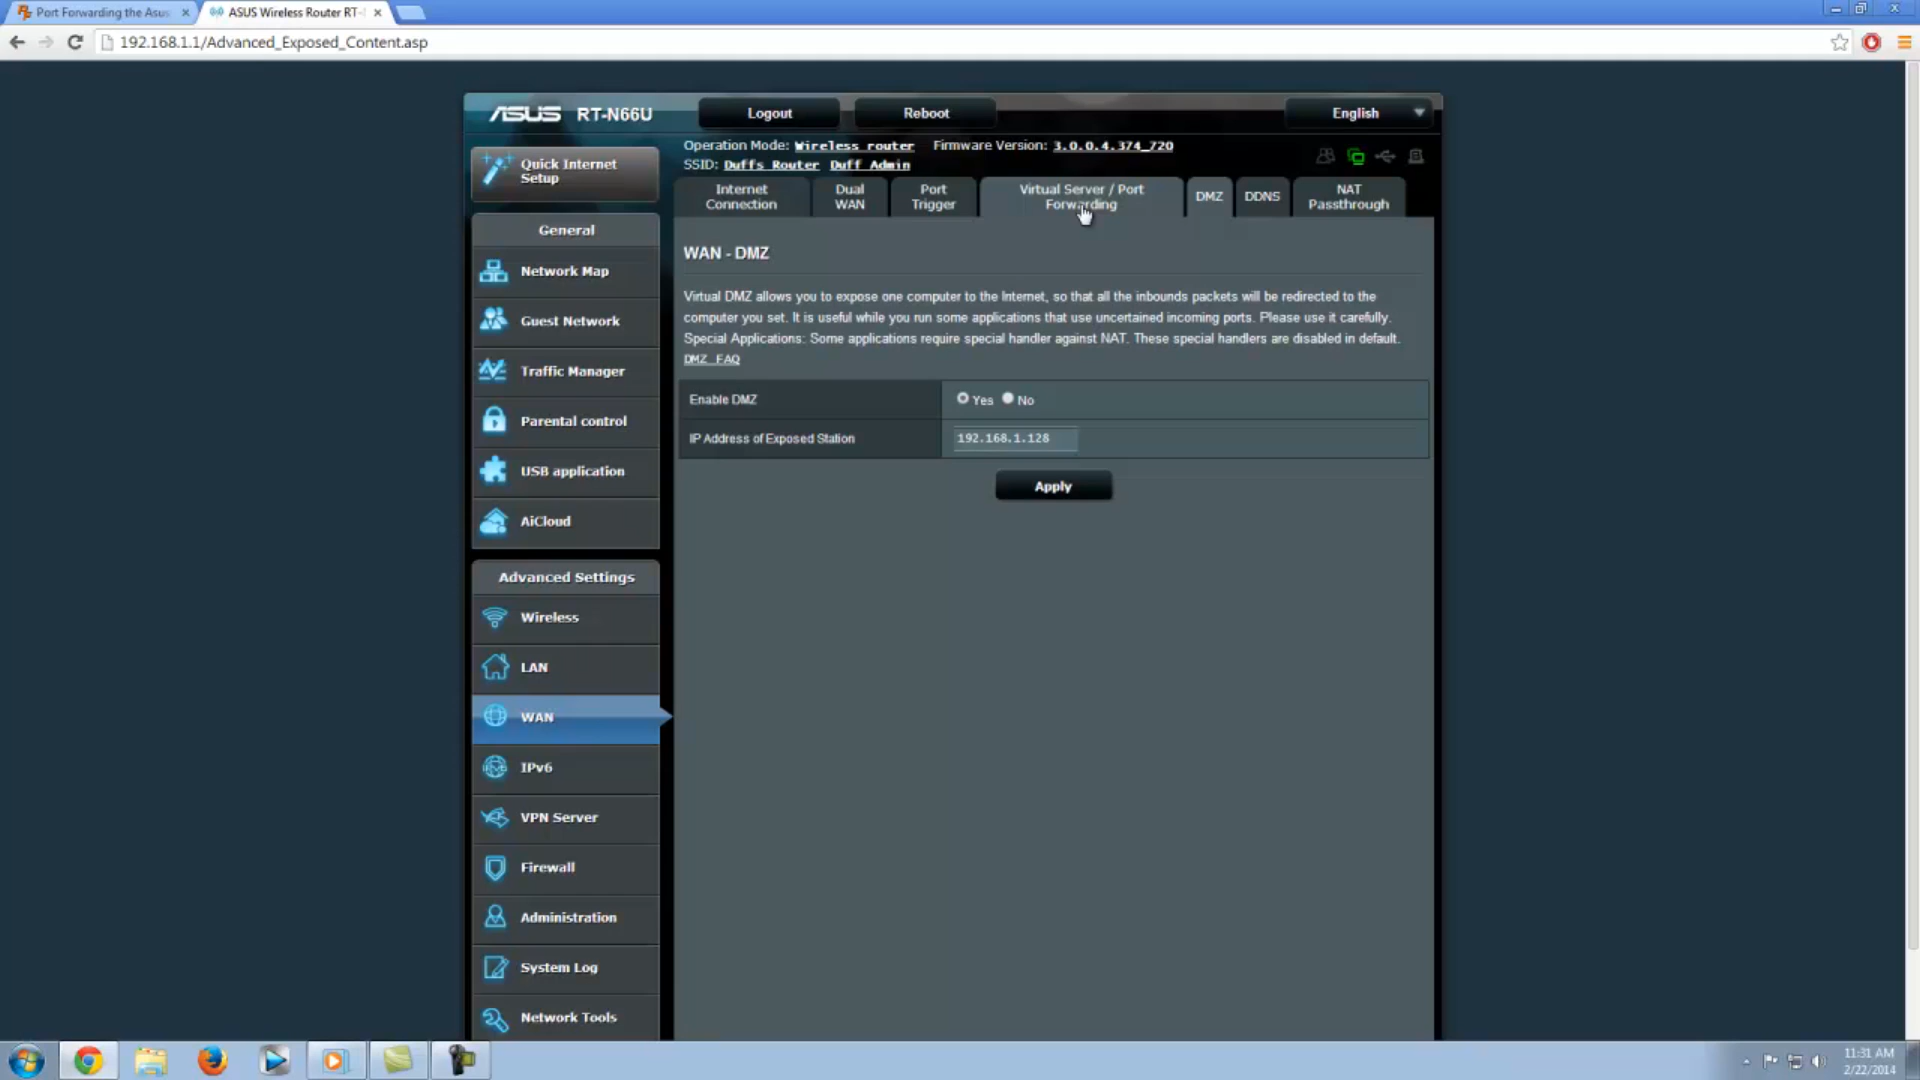 Port Forwarding the Asus
ASUS Wireless Router RT-
192.168.1.1/Advanced_Exposed_Content.asp
ASUS RT-N66U
Logout
Reboot
English
Operation Mode: Wireless router Firmware Version: 3.0.0.4.374_720
SSID: Duffs Router Duff Admin
Quick Internet
Setup
Internet
Connection
Dual
WAN
Port
Trigger
Virtual Server / Port
Forwarding
DMZ
DDNS
NAT
Passthrough
General
Network Map
Guest Network
Traffic Manager
Parental control
USB application
AiCloud
Advanced Settings
Wireless
LAN
WAN
IPv6
VPN Server
Firewall
Administration
System Log
Network Tools
WAN - DMZ
Virtual DMZ allows you to expose one computer to the Internet, so that all the inbounds packets will be redirected to the
computer you set. It is useful while you run some applications that use uncertained incoming ports. Please use it carefully.
Special Applications: Some applications require special handler against NAT. These special handlers are disabled in default.
DMZ_FAQ
Enable DMZ
Yes No
IP Address of Exposed Station
192.168.1.128
Apply
11:31 AM
2/22/2014